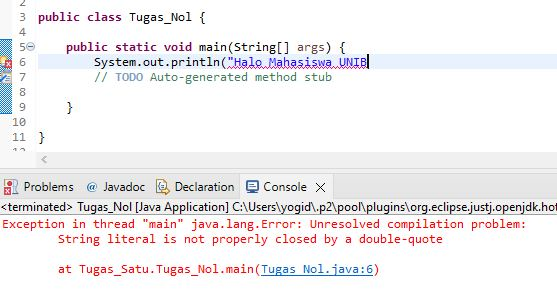 2
3 public class Tugas_Nol {
4
5 public static void main(String[] args) {
6 System.out.println("Halo Mahasiswa UNIB
7 // TODO Auto-generated method stub
8
9 }
10
11 }
Problems @ Javadoc Declaration Console
<terminated> Tugas_Nol [Java Application] C:\Users\yogid\.p2\pool\plugins\org.eclipse.justj.openjdk.hot
Exception in thread "main" java.lang.Error: Unresolved compilation problem:
String literal is not properly closed by a double-quote
at Tugas_Satu.Tugas_Nol.main(Tugas_Nol.java:6)